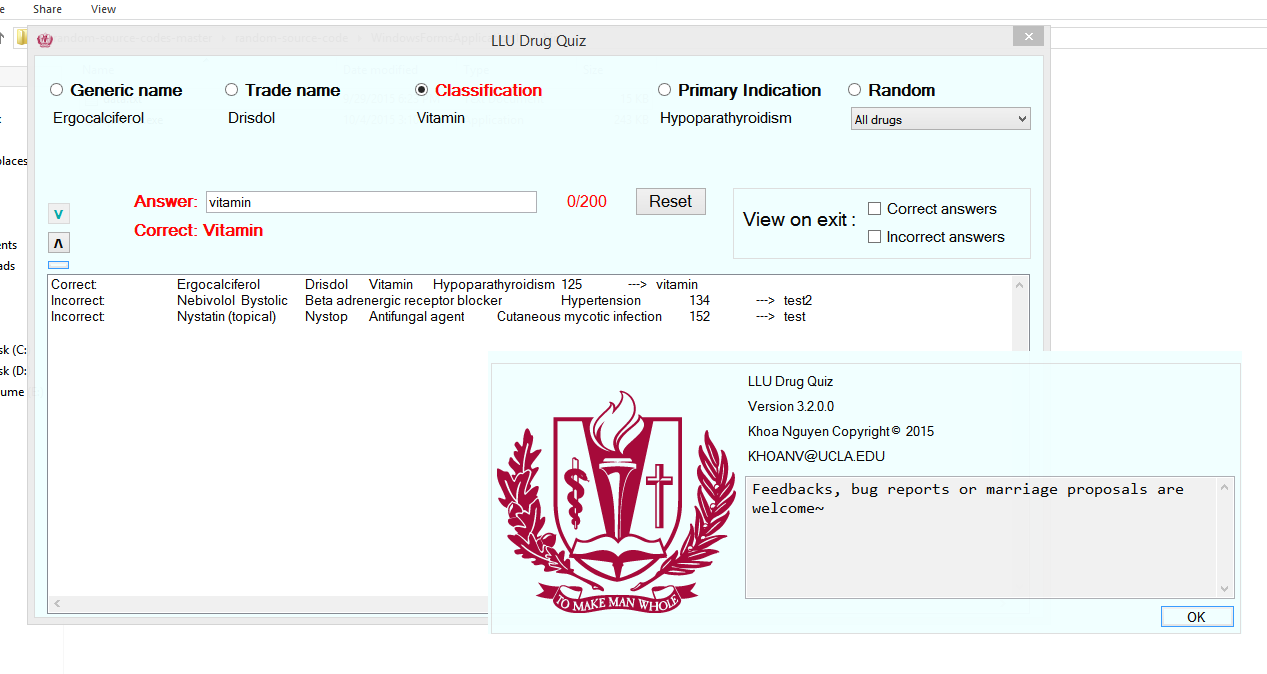 e Share View
LLU Drug Quiz
Generic name Trade name Classification Primary Indication Random
Ergocalciferol Drisdol Vitamin Hypoparathyroidism All drugs
places
Answer: vitamin 0/200 Reset
View on exit : Correct answers
Incorrect answers
V
Correct: Vitamin
Λ
ents
ads
Correct: Ergocalciferol Drisdol Vitamin Hypoparathyroidism 125 ---> vitamin
Incorrect: Nebivolol Bystolic Beta adrenergic receptor blocker Hypertension 134 ---> test2
Incorrect: Nystatin (topical) Nystop Antifungal agent Cutaneous mycotic infection 152 ---> test
sk (C:
sk (D:
ume
LLU Drug Quiz
Version 3.2.0.0
Khoa Nguyen Copyright© 2015
KHOANV@UCLA.EDU
Feedbacks, bug reports or marriage proposals are
welcome~
TO MAKE MAN WHOLE
OK